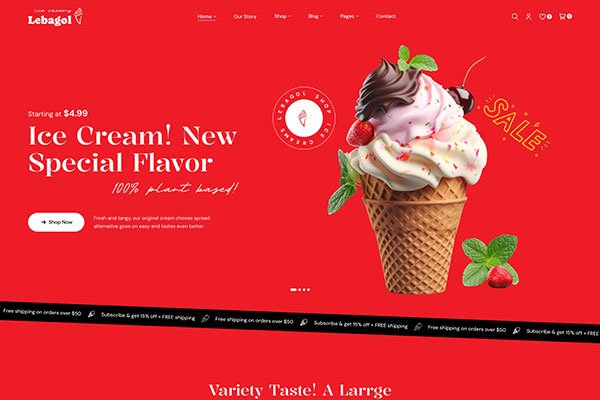 ice creamy
Lebagol
Home
Our Story
Shop
Blog
Pages
Contact
0
0
Starting at $4.99
Ice Cream! New
Special Flavor
100% plant based!!
Shop Now
Fresh and tangy, our original cream cheese spread
alternative goes on easy and tastes even better.
LEBAGOL SHOP ICE CREAMS
SALE
Free shipping on orders over $50 Subscribe & get 15% off + FREE shipping Free shipping on orders over $50 Subscribe & get 15% off + FREE shipping Free shipping on orders over $50 Subscribe & get 15% off + FREE
Variety Taste! A Larrge